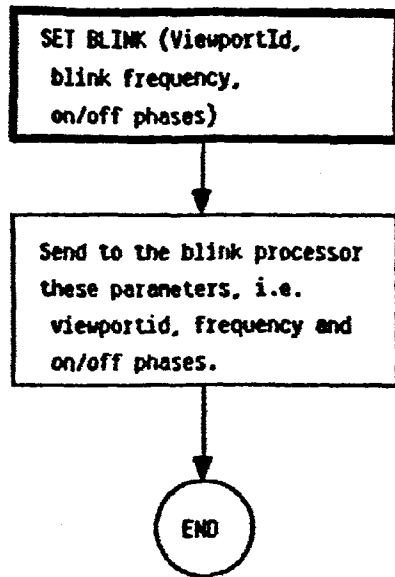 SET BLINK (ViewportId,
blink frequency,
on/off phases)
Send to the blink processor
these parameters, i.e.
viewportid, frequency and
on/off phases.
END